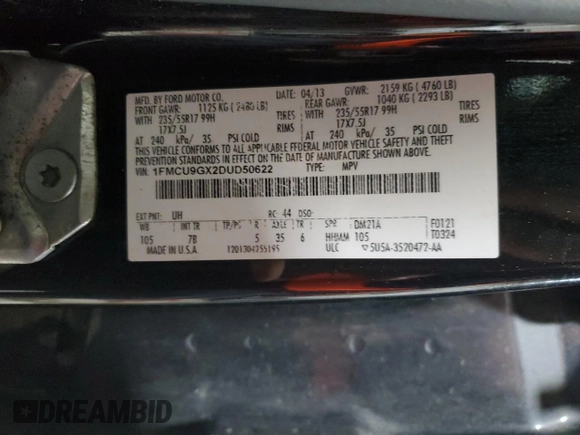 MFD. BY FORD MOTOR CO.
DATE: 04/13 GVWR: 2159 KG ( 4760 LB)
FRONT GAWR: 1125 KG ( 2480 LB) REAR GAWR: 1040 KG ( 2293 LB)
WITH 235/55R17 99H TIRES WITH 235/55R17 99H TIRES
17X7.5J RIMS 17X7.5J RIMS
AT 240 kPa/ 35 PSI COLD AT 240 kPa/ 35 PSI COLD
THIS VEHICLE CONFORMS TO ALL APPLICABLE FEDERAL MOTOR VEHICLE SAFETY
AND THEFT PREVENTION STANDARDS IN EFFECT ON THE DATE OF MANUFACTURE SHOWN ABOVE.
VIN: 1FMCU9GX2DUD50622 TYPE: MPV
EXT PNT: UH RC: 44 DSO:
WB INT TR TP/PS R AXLE TR SPR
105 7B 5 35 6 HHMM 105
F0121
T0324
MADE IN U.S.A. ULC
DREAMBID